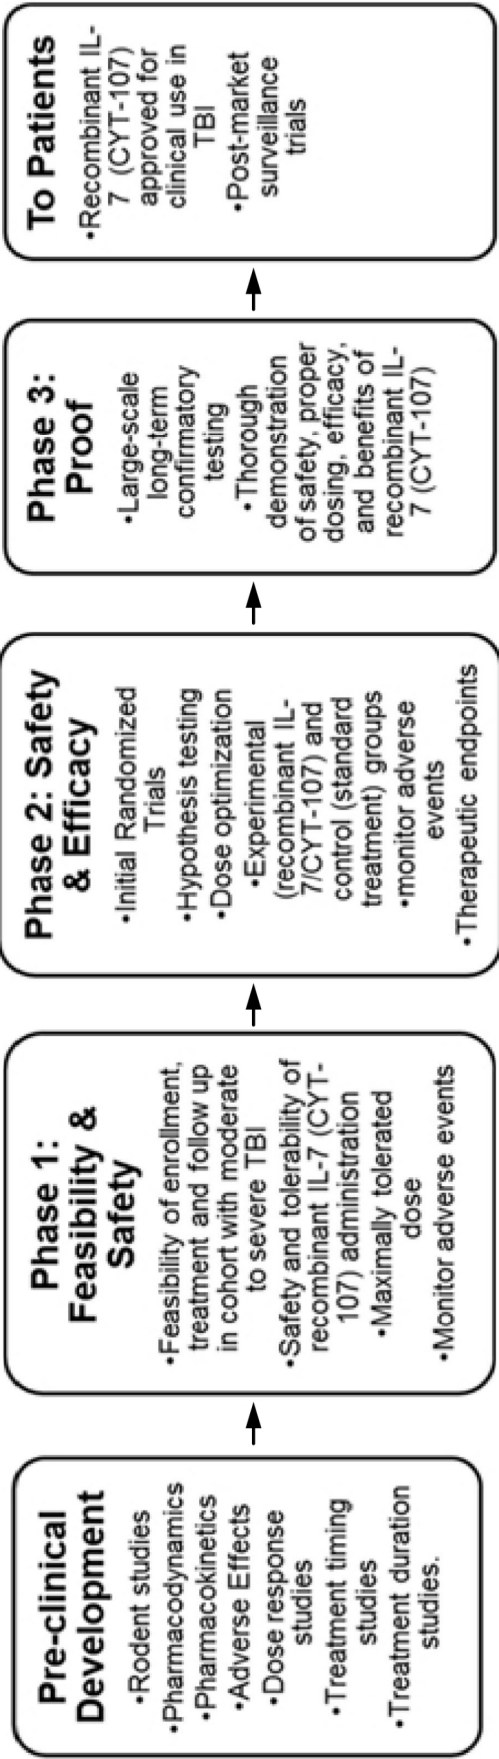 Pre-clinical
Development
•Rodent studies
•Pharmacodynamics
•Pharmacokinetics
•Adverse Effects
•Dose response
studies
•Treatment timing
studies
•Treatment duration
studies.
Phase 1:
Feasibility &
Safety
•Feasibility of enrollment,
treatment and follow up
in cohort with moderate
to severe TBI
•Safety and tolerability of
recombinant IL-7 (CYT-
107) administration
•Maximally tolerated
dose
•Monitor adverse events
Phase 2: Safety
& Efficacy
•Initial Randomized
Trials
•Hypothesis testing
•Dose optimization
•Experimental
(recombinant IL-
7/CYT-107) and
control (standard
treatment) groups
•monitor adverse
events
•Therapeutic endpoints
Phase 3:
Proof
•Large-scale
long-term
confirmatory
testing
•Thorough
demonstration
of safety, proper
dosing, efficacy,
and benefits of
recombinant IL-
7 (CYT-107)
To Patients
•Recombinant IL-
7 (CYT-107)
approved for
clinical use in
TBI
•Post-market
surveillance
trials